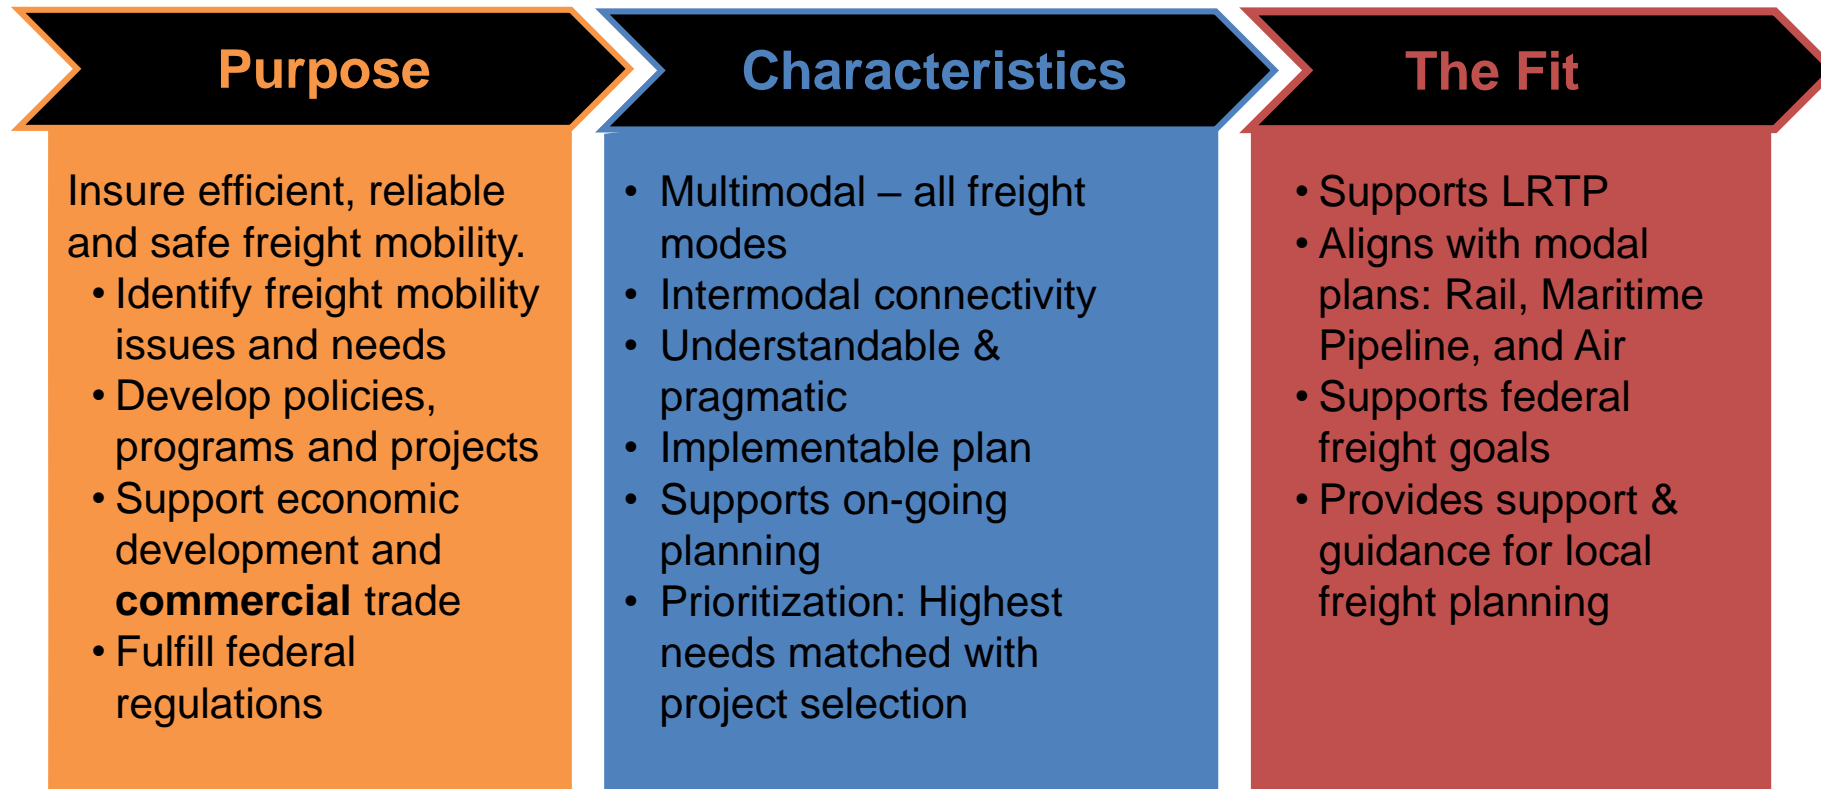 Purpose
Insure efficient, reliable
and safe freight mobility.
• Identify freight mobility
issues and needs
• Develop policies,
programs and projects
• Support economic
development and
commercial trade
• Fulfill federal
regulations
Characteristics
• Multimodal – all freight
modes
• Intermodal connectivity
• Understandable &
pragmatic
• Implementable plan
• Supports on-going
planning
• Prioritization: Highest
needs matched with
project selection
The Fit
• Supports LRTP
• Aligns with modal
plans: Rail, Maritime
Pipeline, and Air
• Supports federal
freight goals
• Provides support &
guidance for local
freight planning